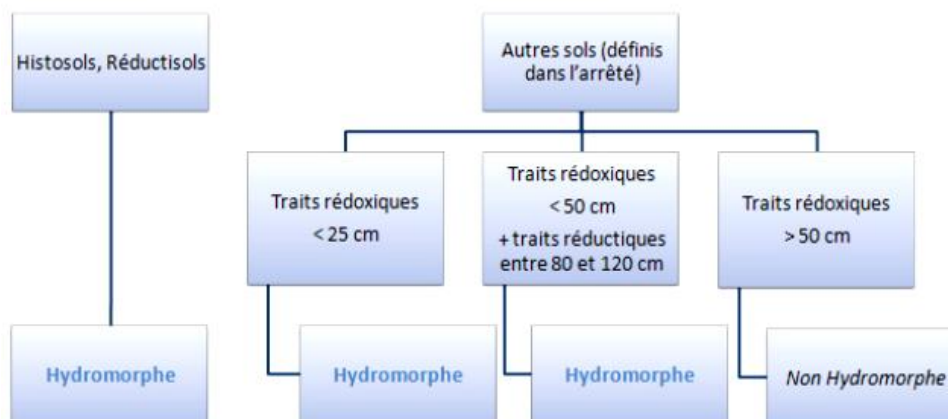 Histosols, Réductisols
Autres sols (définis
dans l'arrêté)
Traits rédoxiques
< 25 cm
Traits rédoxiques
< 50 cm
+ traits réductiques
entre 80 et 120 cm
Traits rédoxiques
> 50 cm
Hydromorphe
Hydromorphe
Hydromorphe
Non Hydromorphe